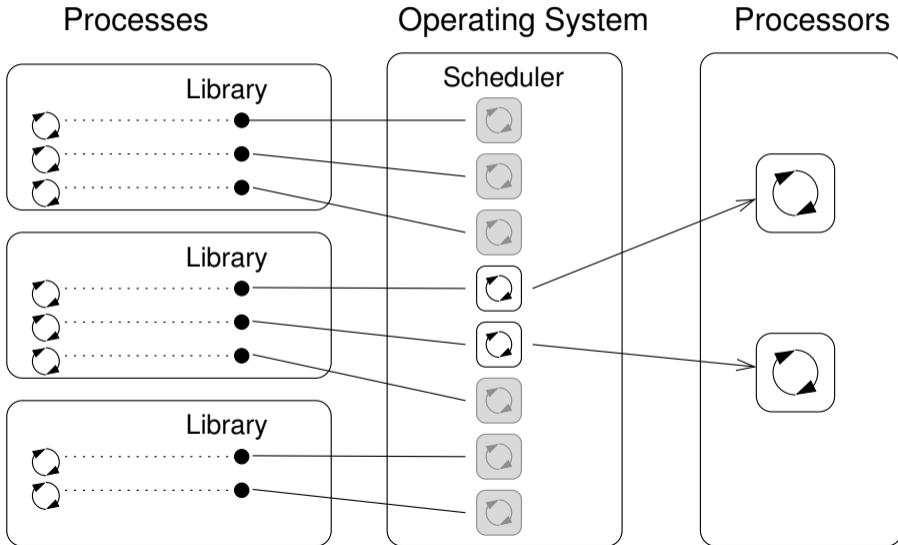 Processes
Operating System
Processors
Library
Scheduler
Library
Library